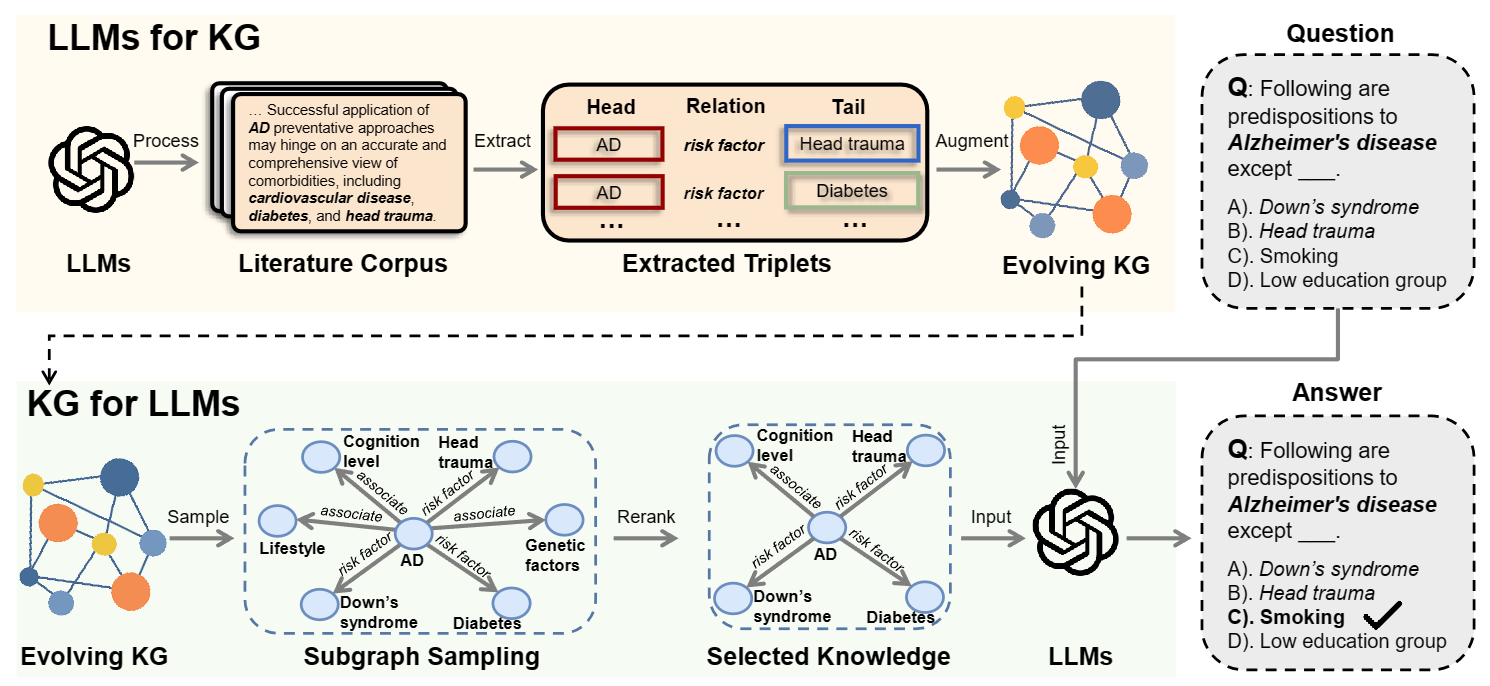 LLMs for KG
Process
… Successful application of
AD preventative approaches
may hinge on an accurate and
comprehensive view of
comorbidities, including
cardiovascular disease,
diabetes, and head trauma.
Extract
Head Relation Tail
AD risk factor Head trauma
AD risk factor Diabetes
... ... ...
Augment
LLMs
Literature Corpus
Extracted Triplets
Evolving KG
Question
Q: Following are
predispositions to
Alzheimer's disease
except ___.
A). Down's syndrome
B). Head trauma
C). Smoking
D). Low education group
KG for LLMs
Sample
Cognition
level
Head
trauma
associate
risk factor
associate
associate
Lifestyle
AD
Genetic
factors
risk factor
risk factor
Down's
syndrome
Diabetes
Rerank
Cognition
level
Head
trauma
associate
risk factor
AD
risk factor
risk factor
Down's
syndrome
Diabetes
Input
Input
Evolving KG
Subgraph Sampling
Selected Knowledge
LLMs
Answer
Q: Following are
predispositions to
Alzheimer's disease
except ___.
A). Down's syndrome
B). Head trauma
C). Smoking
D). Low education group